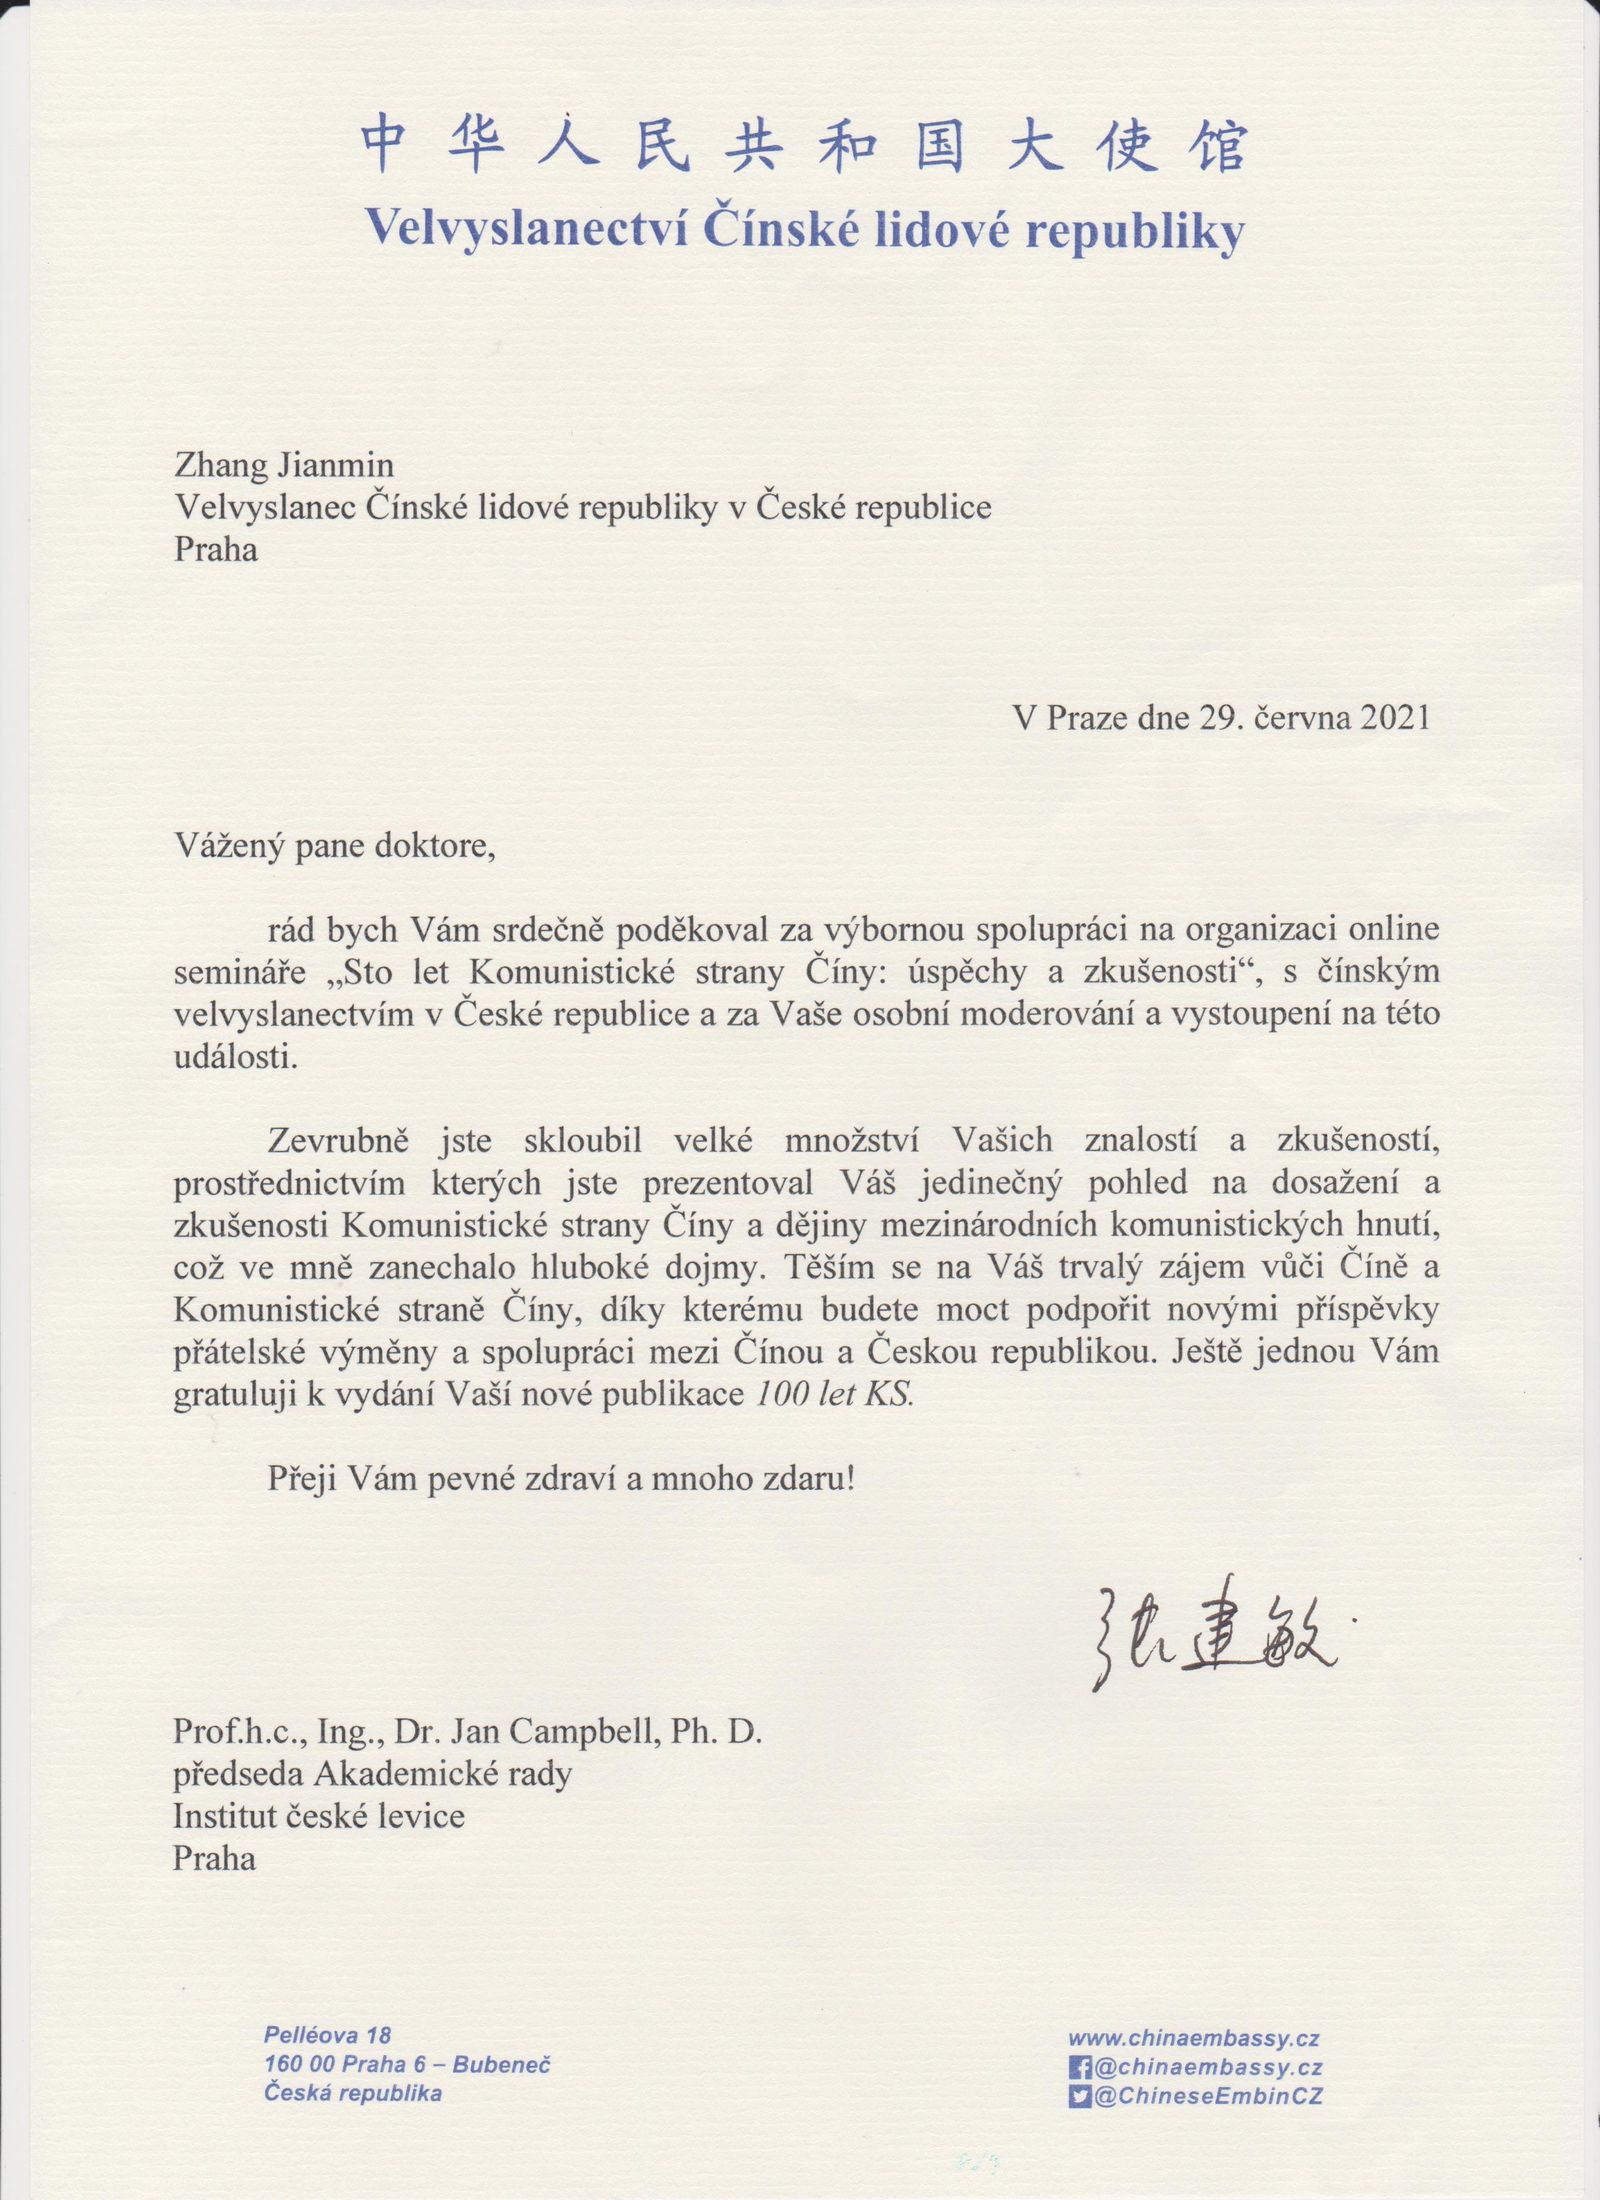 中华人民共和国大使馆
Velvyslanectví Čínské lidové republiky
Zhang Jianmin
Velvyslanec Čínské lidové republiky v České republice
Praha
V Praze dne 29. června 2021
Vážený pane doktore,
rád bych Vám srdečně poděkoval za výbornou spolupráci na organizaci online
semináře „Sto let Komunistické strany Číny: úspěchy a zkušenosti“, s čínským
velvyslanectvím v České republice a za Vaše osobní moderování a vystoupení na této
události.
Zevrubně jste skloubil velké množství Vašich znalostí a zkušeností,
prostřednictvím kterých jste prezentoval Váš jedinečný pohled na dosažení a
zkušenosti Komunistické strany Číny a dějiny mezinárodních komunistických hnutí,
což ve mně zanechalo hluboké dojmy. Těším se na Váš trvalý zájem vůči Číně a
Komunistické straně Číny, díky kterému budete moct podpořit novými příspěvky
přátelské výměny a spolupráci mezi Čínou a Českou republikou. Ještě jednou Vám
gratuluji k vydání Vaší nové publikace 100 let KS.
Přeji Vám pevné zdraví a mnoho zdaru!
张建敏
Prof.h.c., Ing., Dr. Jan Campbell, Ph. D.
předseda Akademické rady
Institut české levice
Praha
Pelléova 18
160 00 Praha 6 – Bubeneč
Česká republika
www.chinaembassy.cz
@chinaembassy.cz
@ChineseEmbinCZ